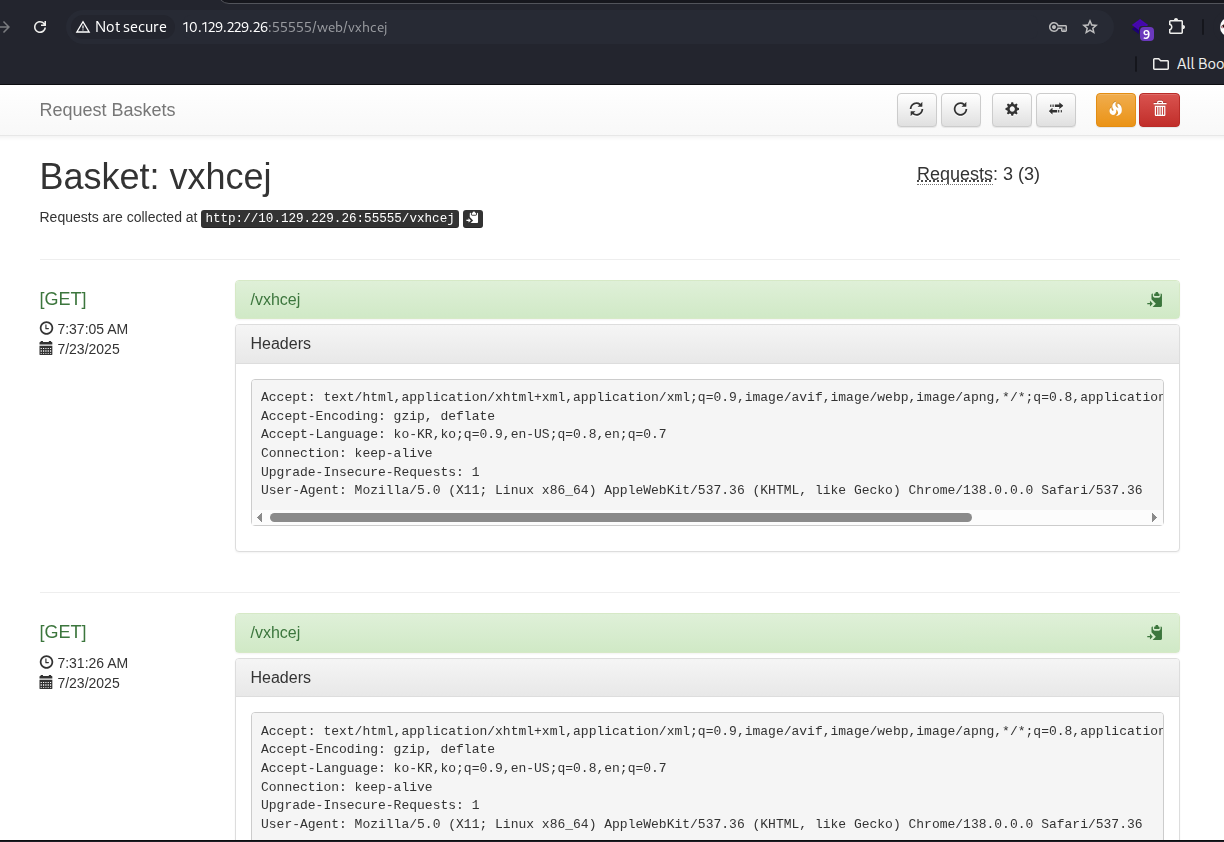 Not secure 10.129.229.26:55555/web/vxhcej
9
All Boo
Request Baskets
Basket: vxhcej
Requests: 3 (3)
Requests are collected at http://10.129.229.26:55555/vxhcej
[GET]
/vxhcej
7:37:05 AM
7/23/2025
Headers
Accept: text/html,application/xhtml+xml,application/xml;q=0.9,image/avif,image/webp,image/apng,*/*;q=0.8,application
Accept-Encoding: gzip, deflate
Accept-Language: ko-KR,ko;q=0.9,en-US;q=0.8,en;q=0.7
Connection: keep-alive
Upgrade-Insecure-Requests: 1
User-Agent: Mozilla/5.0 (X11; Linux x86_64) AppleWebKit/537.36 (KHTML, like Gecko) Chrome/138.0.0.0 Safari/537.36
[GET]
/vxhcej
7:31:26 AM
7/23/2025
Headers
Accept: text/html,application/xhtml+xml,application/xml;q=0.9,image/avif,image/webp,image/apng,*/*;q=0.8,application
Accept-Encoding: gzip, deflate
Accept-Language: ko-KR,ko;q=0.9,en-US;q=0.8,en;q=0.7
Connection: keep-alive
Upgrade-Insecure-Requests: 1
User-Agent: Mozilla/5.0 (X11; Linux x86_64) AppleWebKit/537.36 (KHTML, like Gecko) Chrome/138.0.0.0 Safari/537.36